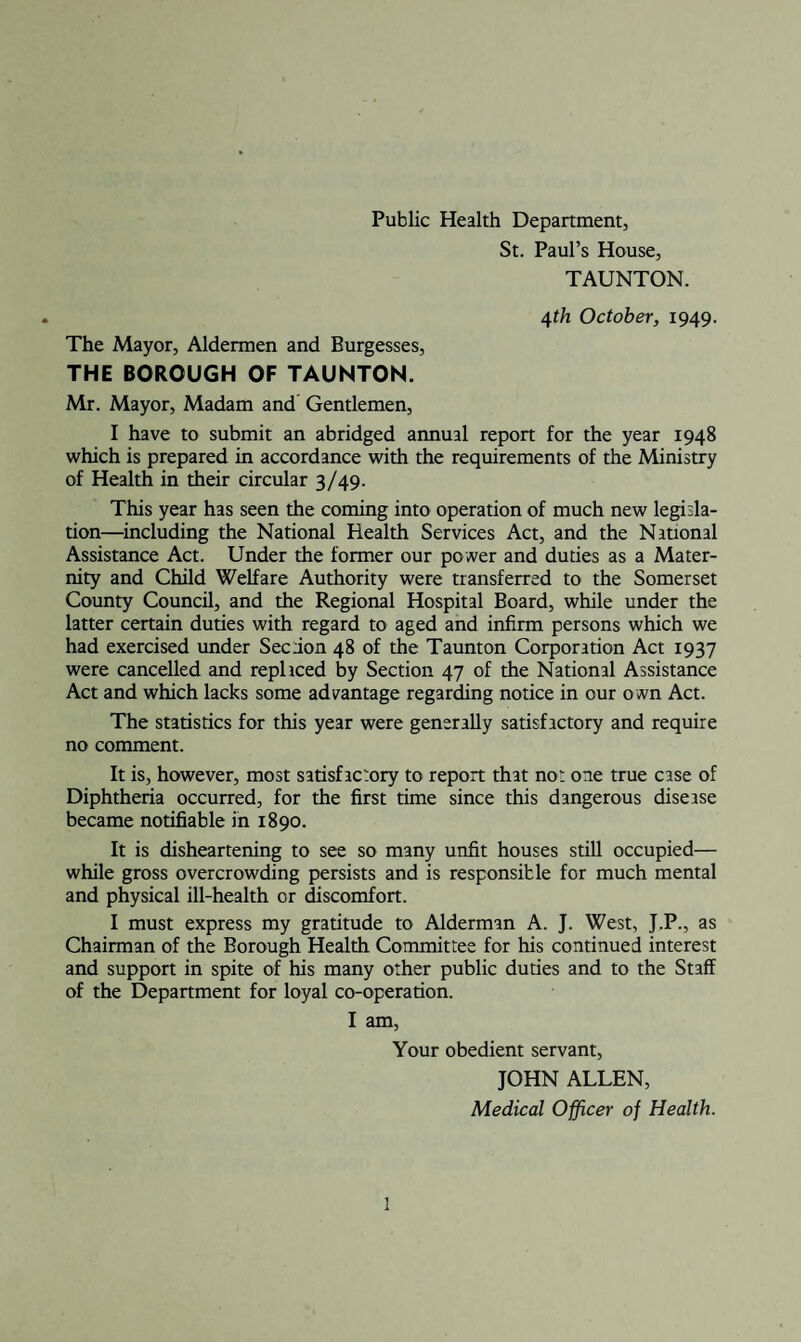 Public Health Department,
St. Paul's House,
TAUNTON.
4th October, 1949.
The Mayor, Aldermen and Burgesses,
THE BOROUGH OF TAUNTON.
Mr. Mayor, Madam and Gentlemen,
I have to submit an abridged annual report for the year 1948
which is prepared in accordance with the requirements of the Ministry
of Health in their circular 3/49.
This year has seen the coming into operation of much new legisla-
tion—including the National Health Services Act, and the National
Assistance Act. Under the former our power and duties as a Mater-
nity and Child Welfare Authority were transferred to the Somerset
County Council, and the Regional Hospital Board, while under the
latter certain duties with regard to aged and infirm persons which we
had exercised under Section 48 of the Taunton Corporation Act 1937
were cancelled and replaced by Section 47 of the National Assistance
Act and which lacks some advantage regarding notice in our own Act.
The statistics for this year were generally satisfactory and require
no comment.
It is, however, most satisfactory to report that not one true case of
Diphtheria occurred, for the first time since this dangerous disease
became notifiable in 1890.
It is disheartening to see so many unfit houses still occupied—
while gross overcrowding persists and is responsible for much mental
and physical ill-health or discomfort.
I must express my gratitude to Alderman A. J. West, J.P., as
Chairman of the Borough Health Committee for his continued interest
and support in spite of his many other public duties and to the Staff
of the Department for loyal co-operation.
I am,
Your obedient servant,
JOHN ALLEN,
Medical Officer of Health.
1